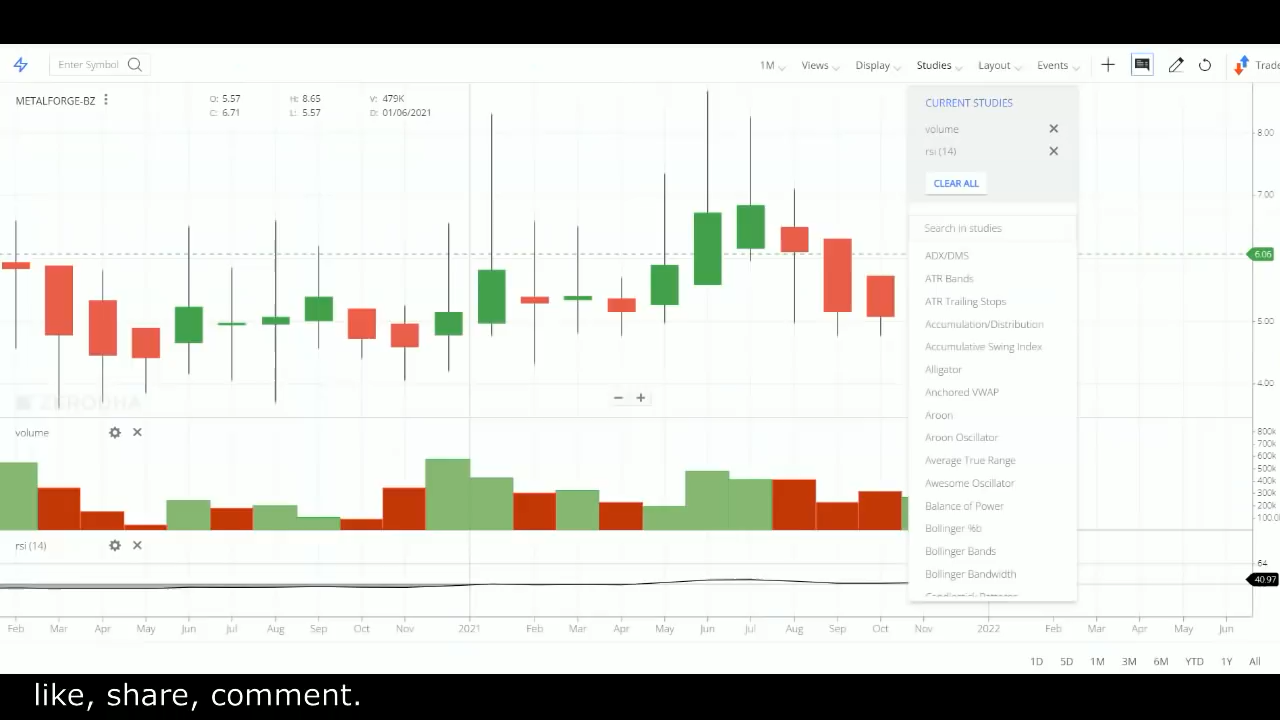 Enter Symbol 1M Views Display Studies Layout Events Trade
METALFORGE-BZ O: 5.57 H: 8.65 V: 479K
C: 6.71 L: 5.57 D: 01/06/2021
CURRENT STUDIES
volume
rsi (14)
CLEAR ALL
Search in studies
ADX/DMS
ATR Bands
ATR Trailing Stops
Accumulation/Distribution
Accumulative Swing Index
Alligator
Anchored VWAP
Aroon
Aroon Oscillator
Average True Range
Awesome Oscillator
Balance of Power
Bollinger %b
Bollinger Bands
Bollinger Bandwidth
Candlestick Patterns
8.00
7.00
6.06
5.00
4.00
ZERODHA
volume
800k
700k
600k
500k
400k
300k
200k
100.0
rsi (14)
64
40.97
Feb Mar Apr May Jun Jul Aug Sep Oct Nov 2021 Feb Mar Apr May Jun Jul Aug Sep Oct Nov 2022 Feb Mar Apr May Jun
1D 5D 1M 3M 6M YTD 1Y All
like, share, comment.